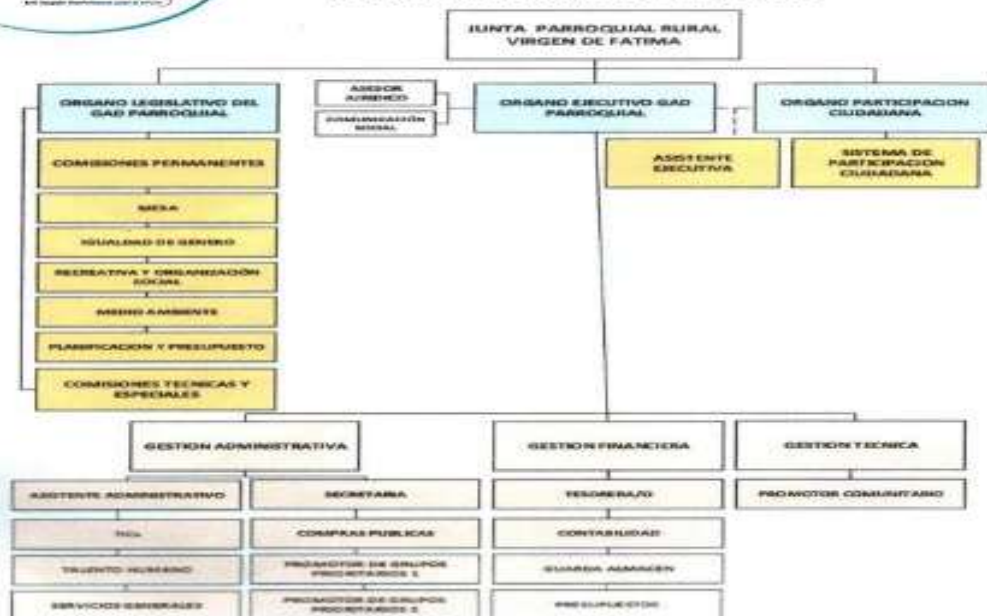 JUNTA PARROQUIAL RURAL
VIRGEN DE FATIMA
ORGANO LEGISLATIVO DEL
GAD PARROQUIAL
ASESOR
JURIDICO
COMUNICACIÓN
SOCIAL
ORGANO EJECUTIVO GAD
PARROQUIAL
ORGANO PARTICIPACION
CIUDADANA
COMISIONES PERMANENTES
ASISTENTE
EJECUTIVA
SISTEMA DE
PARTICIPACION
CIUDADANA
MESA
IGUALDAD DE GENERO
RECREATIVA Y ORGANIZACIÓN
SOCIAL
MEDIO AMBIENTE
PLANIFICACION Y PRESUPUESTO
COMISIONES TECNICAS Y
ESPECIALES
GESTION ADMINISTRATIVA
GESTION FINANCIERA
GESTION TECNICA
ASISTENTE ADMINISTRATIVO
SECRETARIA
TESORERA/O
PROMOTOR COMUNITARIO
TICs
COMPRAS PUBLICAS
CONTABILIDAD
TALENTO HUMANO
PROMOTOR DE GRUPOS
PRIORITARIOS 1
GUARDA ALMACEN
SERVICIOS GENERALES
PROMOTOR DE GRUPOS
PRIORITARIOS 2
PRESUPUESTOS